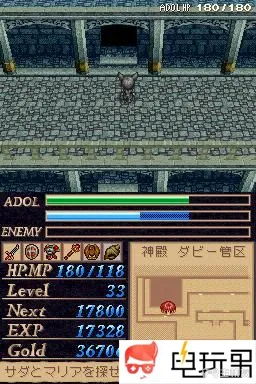 ADOL HP 180/180
ADOL
ENEMY
HP.MP 180/118
Level 33
Next 17800
EXP 17328
Gold 36706
神殿 ダビー管区
サダとマリアを探せ
电玩男